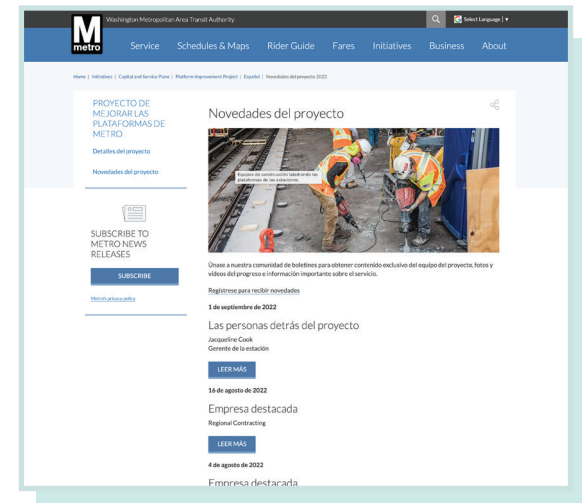 M
metro
Washington Metropolitan Area Transit Authority
Select Language | ▼
Service Schedules & Maps Rider Guide Fares Initiatives Business About
Home | Initiatives | Capital and Service Plans | Platform Improvement Project | Español | Novedades del proyecto 2022
PROYECTO DE
MEJORAR LAS
PLATAFORMAS DE
METRO
Detalles del proyecto
Novedades del proyecto
SUBSCRIBE TO
METRO NEWS
RELEASES
SUBSCRIBE
Metro's privacy policy
Novedades del proyecto
Equipos de construcción taladrando las
plataformas de las estaciones.
Únase a nuestra comunidad de boletines para obtener contenido exclusivo del equipo del proyecto, fotos y
videos del progreso e información importante sobre el servicio.
Regístrese para recibir novedades
1 de septiembre de 2022
Las personas detrás del proyecto
Jacqueline Cook
Gerente de la estación
LEER MÁS
16 de agosto de 2022
Empresa destacada
Regional Contracting
LEER MÁS
4 de agosto de 2022
Empresa destacada